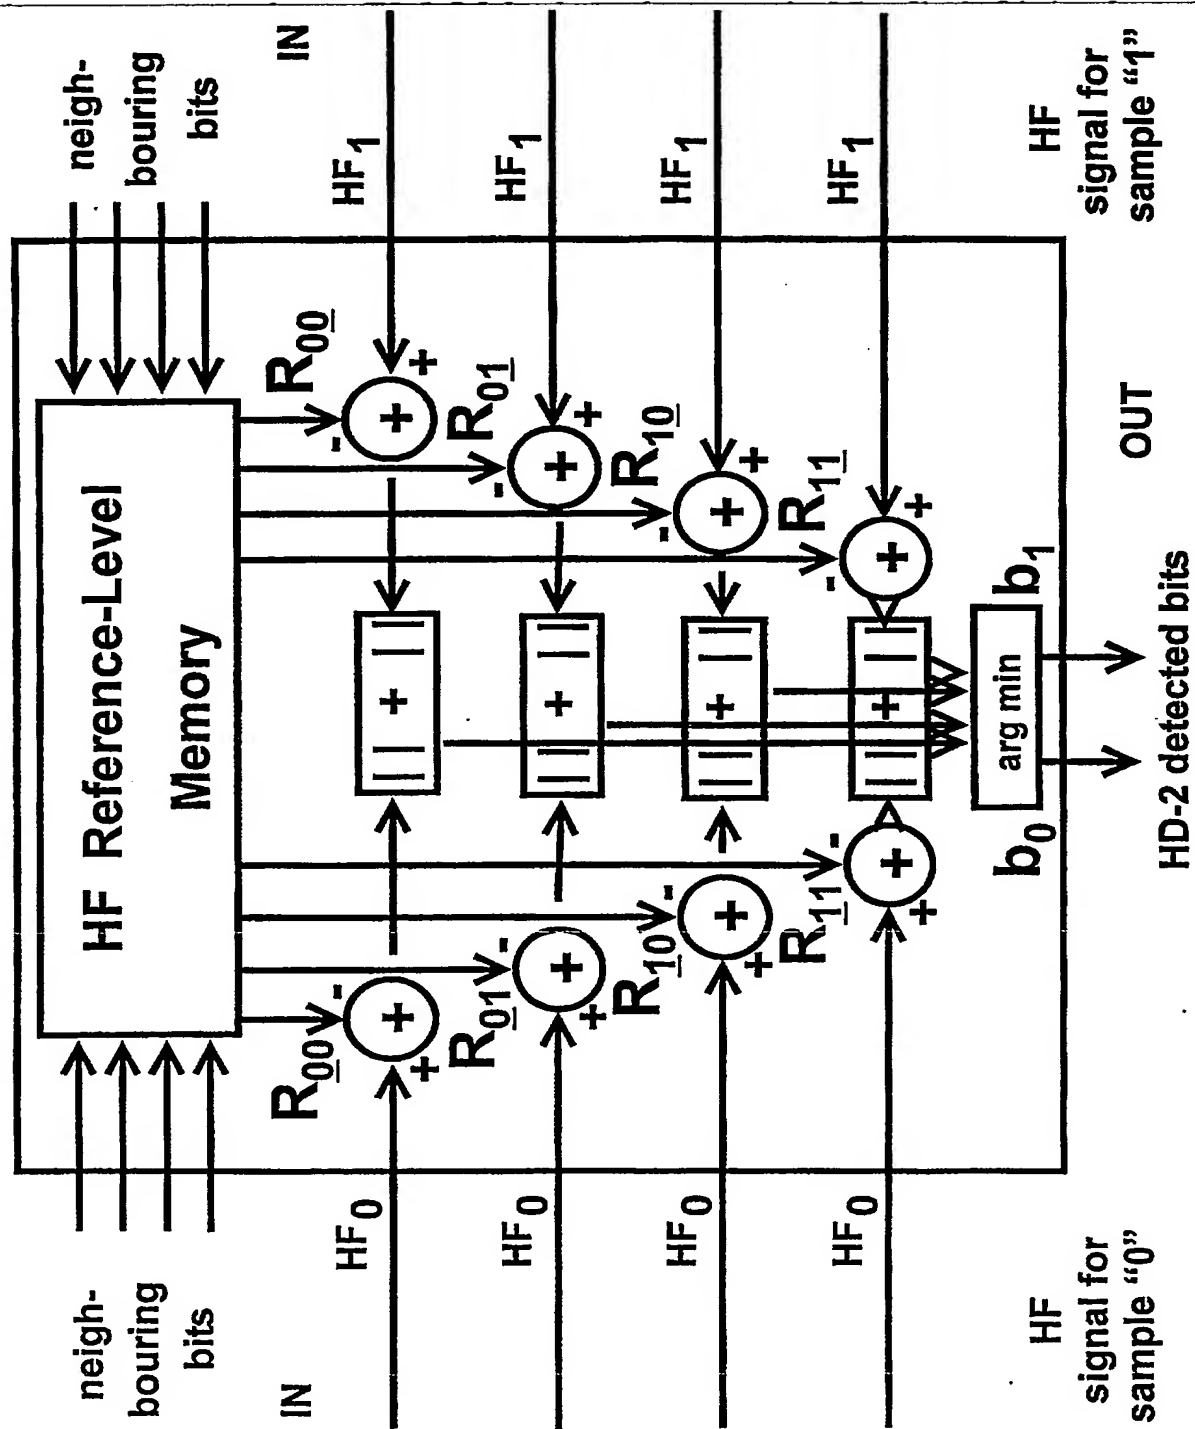 neigh-
bouring
bits
HF Reference-Level
Memory
neigh-
bouring
bits
IN
IN
R00
R00
HF0
- + +
| | + | |
- + +
HF1
R01
R01
HF0
- + +
| | + | |
- + +
HF1
R10
R10
HF0
- + +
| | + | |
- + +
HF1
R11
R11
HF0
- + +
| | + | |
- + +
HF1
b0
arg min
b1
HF
signal for
sample “0”
OUT
HD-2 detected bits
HF
signal for
sample “1”